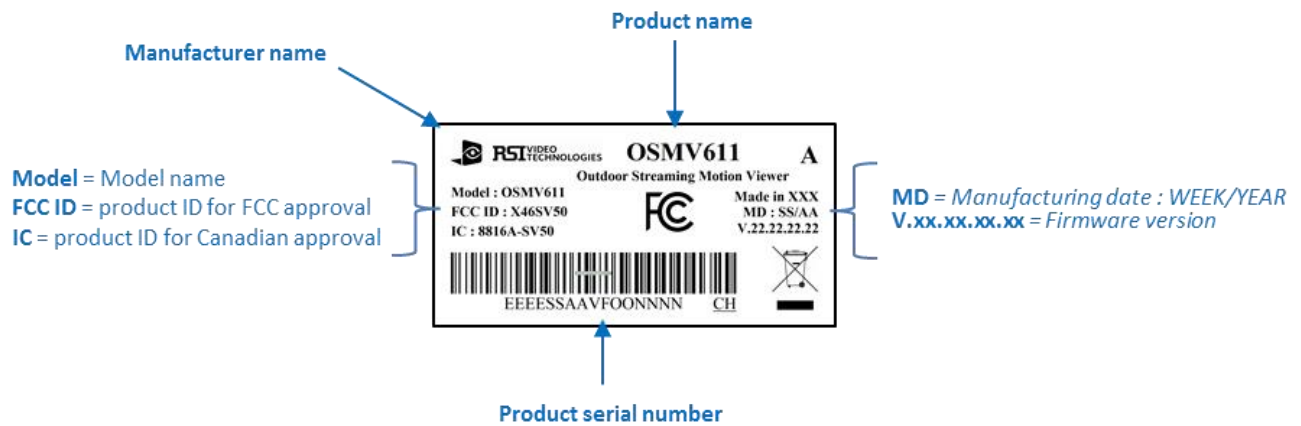 Product name
Manufacturer name
RSI VIDEO TECHNOLOGIES
OSMV611
A
Outdoor Streaming Motion Viewer
Model : OSMV611
FCC ID : X46SV50
IC : 8816A-SV50
FC
Made in XXX
MD : SS/AA
V.22.22.22.22
EEEESSAAVFOONNNN
CH
Model = Model name
FCC ID = product ID for FCC approval
IC = product ID for Canadian approval
MD = Manufacturing date : WEEK/YEAR
V.xx.xx.xx.xx = Firmware version
Product serial number